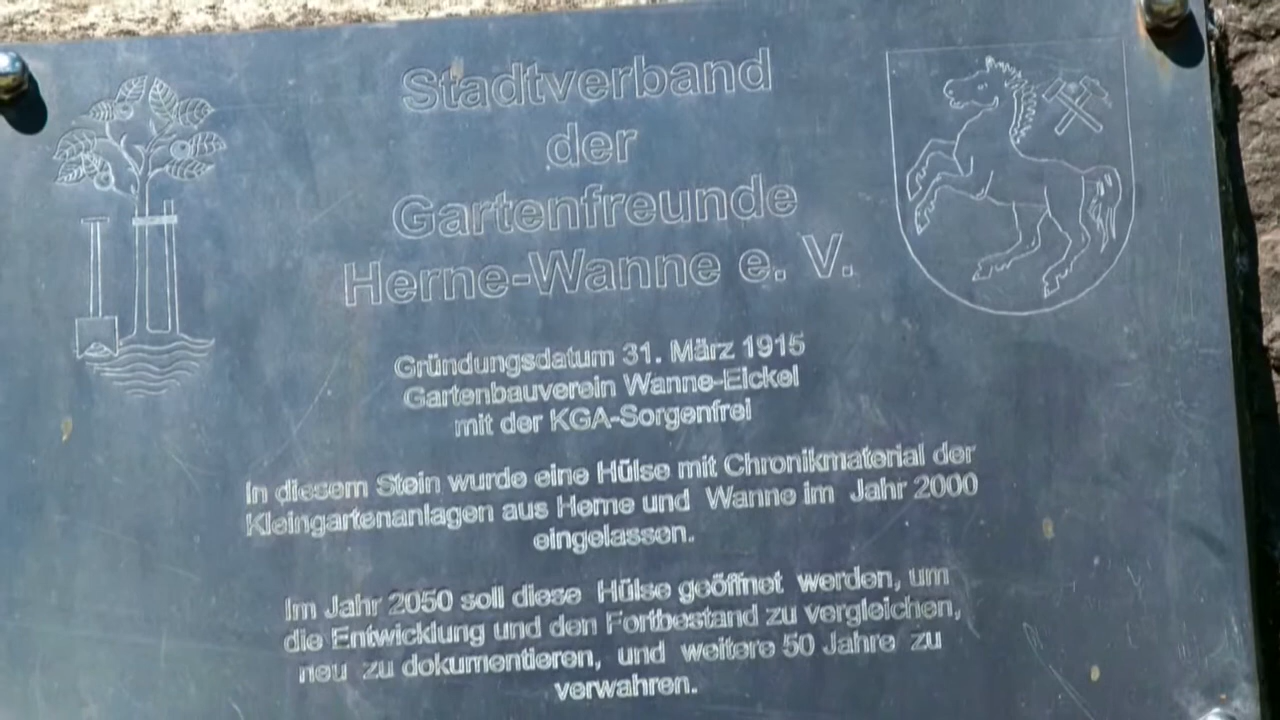 Stadtverband
der
Gartenfreunde
Herne-Wanne e. V.
Gründungsdatum 31. März 1915
Gartenbauverein Wanne-Eickel
mit der KGA-Sorgenfrei
In diesem Stein wurde eine Hülse mit Chronikmaterial der
Kleingartenanlagen aus Herne und Wanne im Jahr 2000
eingelassen.
Im Jahr 2050 soll diese Hülse geöffnet werden, um
die Entwicklung und den Fortbestand zu vergleichen,
neu zu dokumentieren, und weitere 50 Jahre zu
verwahren.